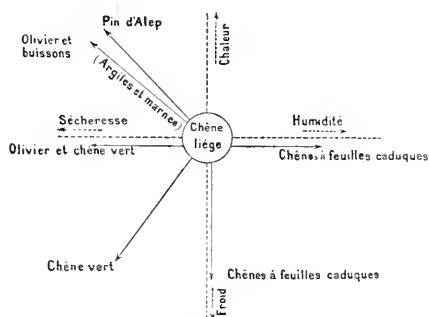 Pin d'Alep
Olivier et
buissons
(Argiles et marnes)
Chaleur
Sécheresse
Chêne
liège
Humidité
Olivier et chêne vert
Chênes à feuilles caduques
Chêne vert
Chênes à feuilles caduques
Froid